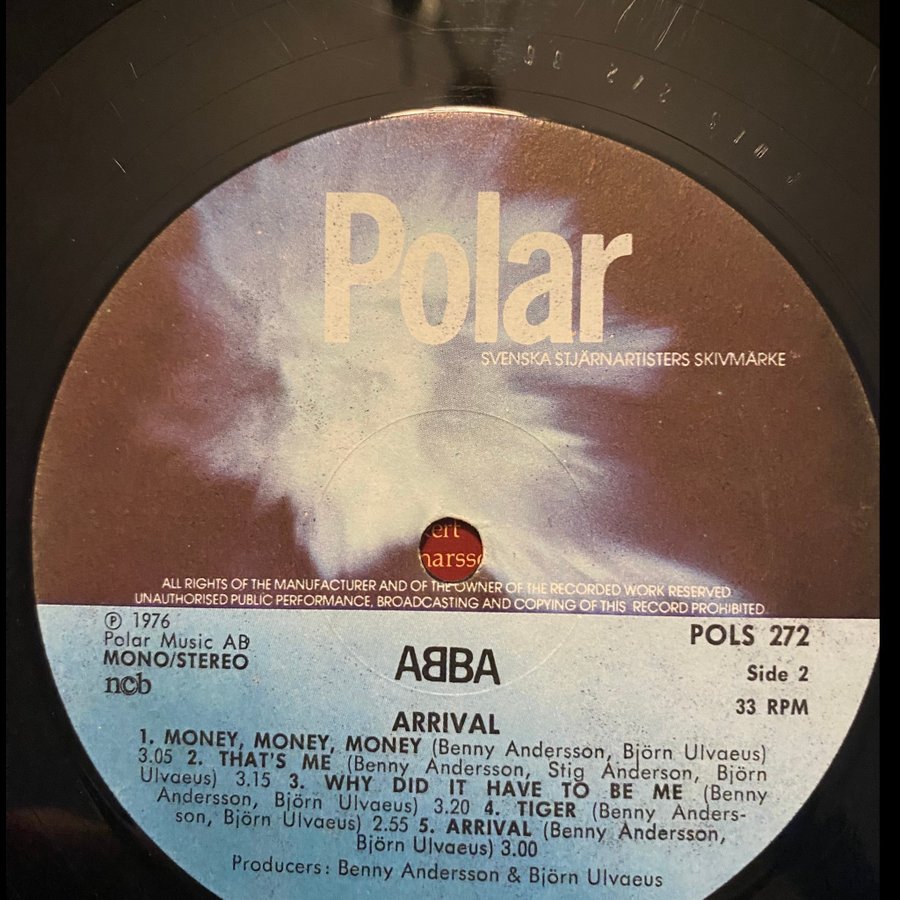 Polar
SVENSKA STJÄRNARTISTERS SKIVMÄRKE
ert
narss
ALL RIGHTS OF THE MANUFACTURER AND OF THE OWNER OF THE RECORDED WORK RESERVED
UNAUTHORISED PUBLIC PERFORMANCE, BROADCASTING AND COPYING OF THIS RECORD PROHIBITED
℗ 1976
Polar Music AB
MONO/STEREO
ncb
POLS 272
Side 2
33 RPM
ABBA
ARRIVAL
1. MONEY, MONEY, MONEY (Benny Andersson, Björn Ulvaeus)
3.05 2. THAT'S ME (Benny Andersson, Stig Anderson, Björn
Ulvaeus) 3.15 3. WHY DID IT HAVE TO BE ME (Benny
Andersson, Björn Ulvaeus) 3.20 4. TIGER (Benny Anders-
son, Björn Ulvaeus) 2.55 5. ARRIVAL (Benny Andersson,
Björn Ulvaeus) 3.00
Producers: Benny Andersson & Björn Ulvaeus